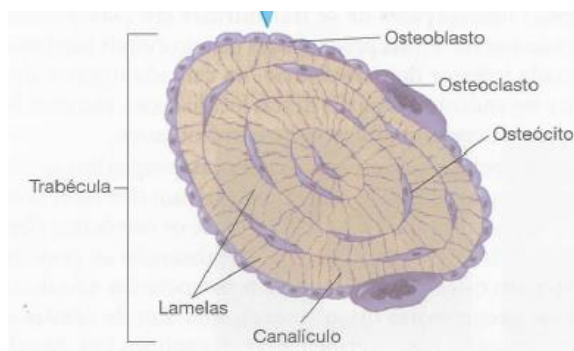 Osteoblasto
Osteoclasto
Osteócito
Trabécula
Lamelas
Canalículo